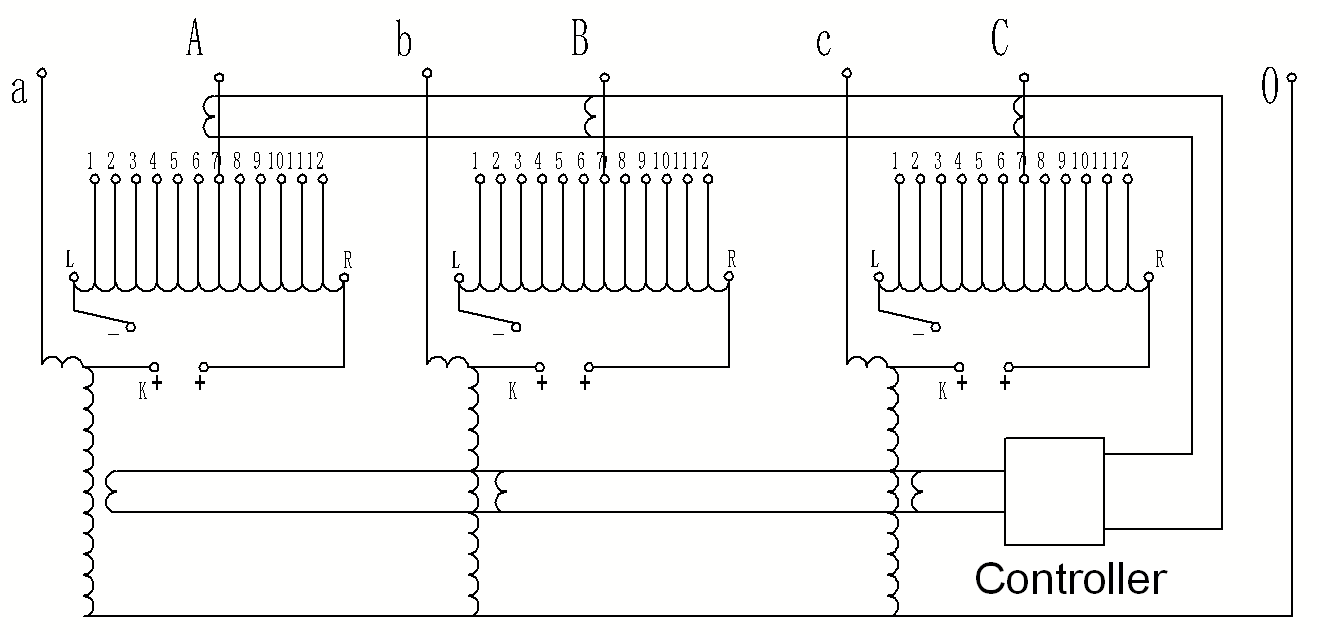 A b B c C
a 0
1 2 3 4 5 6 7 8 9 10 11 12 1 2 3 4 5 6 7 8 9 10 11 12 1 2 3 4 5 6 7 8 9 10 11 12
L R L R L R
− − −
K + + K + + K + +
Controller